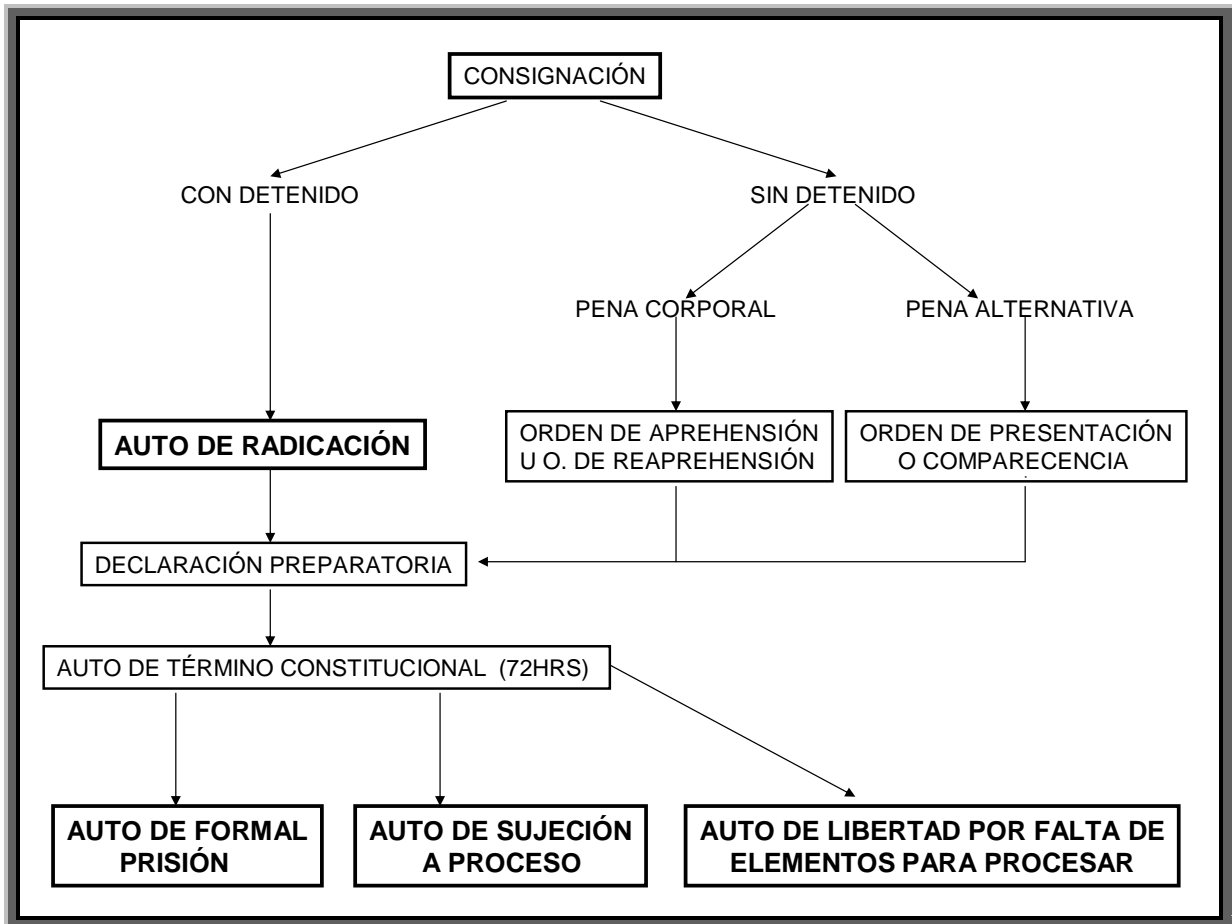 CONSIGNACIÓN
CON DETENIDO
SIN DETENIDO
PENA CORPORAL
PENA ALTERNATIVA
AUTO DE RADICACIÓN
ORDEN DE APREHENSIÓN
U O. DE REAPREHENSIÓN
ORDEN DE PRESENTACIÓN
O COMPARECENCIA
DECLARACIÓN PREPARATORIA
AUTO DE TÉRMINO CONSTITUCIONAL (72HRS)
AUTO DE FORMAL
PRISIÓN
AUTO DE SUJECIÓN
A PROCESO
AUTO DE LIBERTAD POR FALTA DE
ELEMENTOS PARA PROCESAR